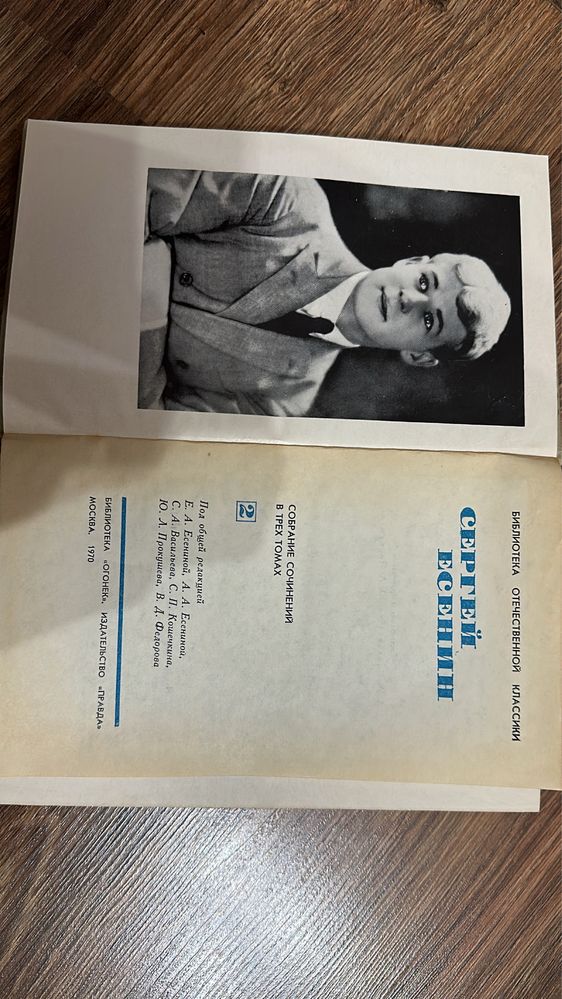 БИБЛИОТЕКА ОТЕЧЕСТВЕННОЙ КЛАССИКИ
СЕРГЕЙ
ЕСЕНИН
СОБРАНИЕ СОЧИНЕНИЙ
В ТРЕХ ТОМАХ
2
Под общей редакцией
Е. А. Есениной, А. А. Есениной,
С. А. Васильева, С. П. Кошечкина,
Ю. Л. Прокушева, В. Д. Федорова
БИБЛИОТЕКА «ОГОНЕК». ИЗДАТЕЛЬСТВО «ПРАВДА»
МОСКВА. 1970